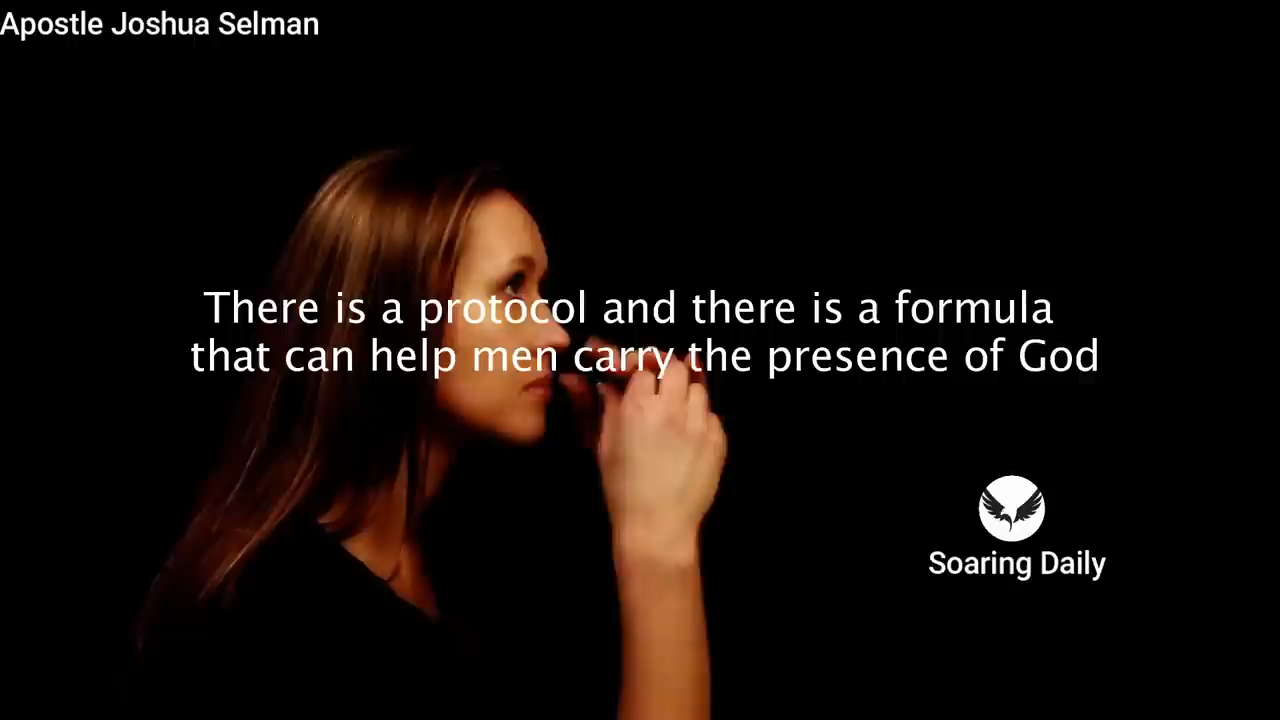 Apostle Joshua Selman
There is a protocol and there is a formula
that can help men carry the presence of God
Soaring Daily